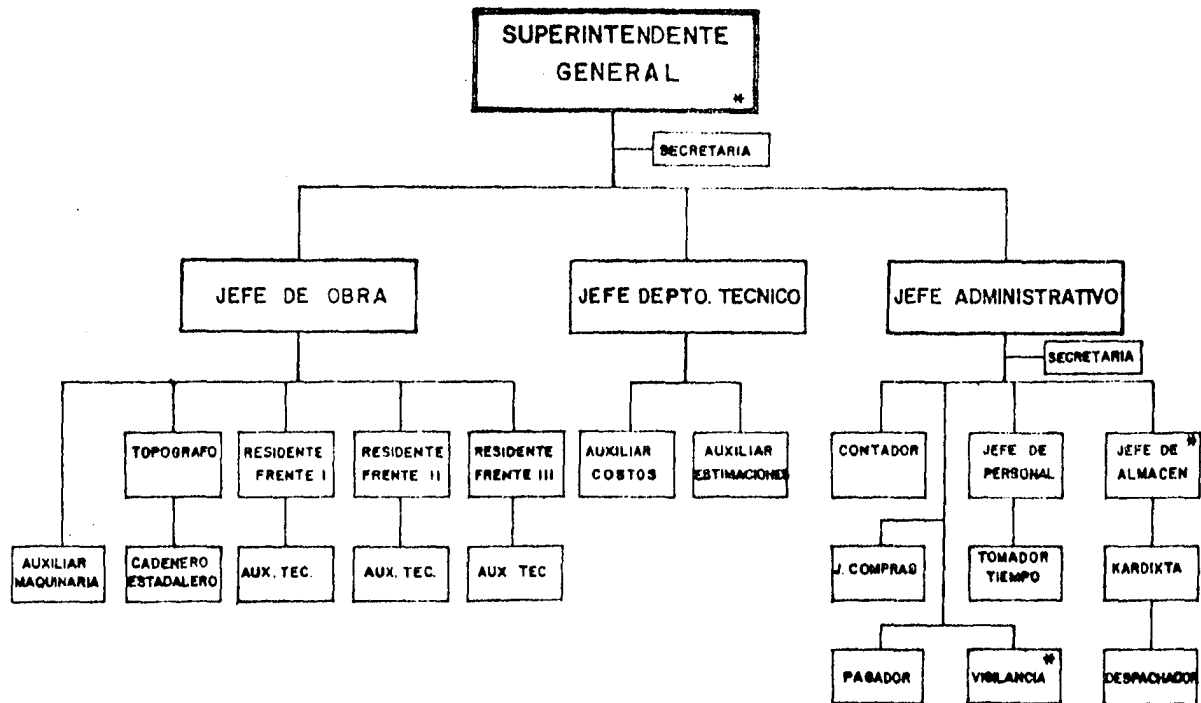 SUPERINTENDENTE
GENERAL
*
SECRETARIA
JEFE DE OBRA
JEFE DEPTO. TECNICO
JEFE ADMINISTRATIVO
SECRETARIA
TOPOGRAFO
RESIDENTE
FRENTE I
RESIDENTE
FRENTE II
RESIDENTE
FRENTE III
AUXILIAR
COSTOS
AUXILIAR
ESTIMACIONES
CONTADOR
JEFE DE
PERSONAL
JEFE DE *
ALMACEN
AUXILIAR
MAQUINARIA
CADENERO
ESTADALERO
AUX. TEC.
AUX. TEC.
AUX TEC
J. COMPRAS
TOMADOR
TIEMPO
KARDIXTA
PAGADOR
VIGILANCIA *
DESPACHADOR